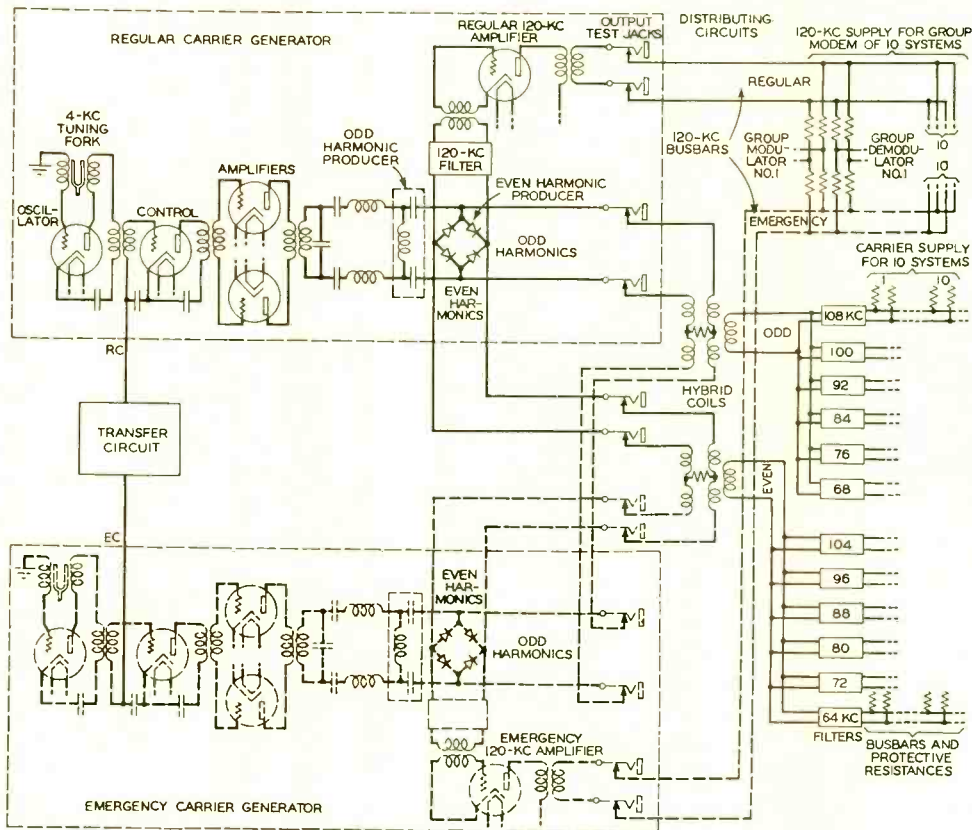 REGULAR CARRIER GENERATOR
REGULAR 120-KC
AMPLIFIER
OUTPUT
TEST JACKS
DISTRIBUTING
CIRCUITS
120-KC SUPPLY FOR GROUP
MODEM OF 10 SYSTEMS
REGULAR
4-KC
TUNING
FORK
OSCIL-
LATOR
CONTROL
AMPLIFIERS
ODD
HARMONIC
PRODUCER
120-KC
FILTER
EVEN HARMONIC
PRODUCER
ODD
HARMONICS
EVEN HAR-
MONICS
120-KC
BUSBARS
GROUP
MODU-
LATOR
NO.1
GROUP
DEMODU-
LATOR
NO.1
10
10
EMERGENCY
CARRIER SUPPLY
FOR 10 SYSTEMS
1
10
RC
TRANSFER
CIRCUIT
EC
HYBRID
COILS
ODD
108 KC
100
92
84
76
68
EVEN
104
96
88
80
72
64 KC
FILTERS
BUSBARS AND
PROTECTIVE
RESISTANCES
EVEN
HAR-
MONICS
ODD
HARMONICS
EMERGENCY
120-KC AMPLIFIER
EMERGENCY CARRIER GENERATOR